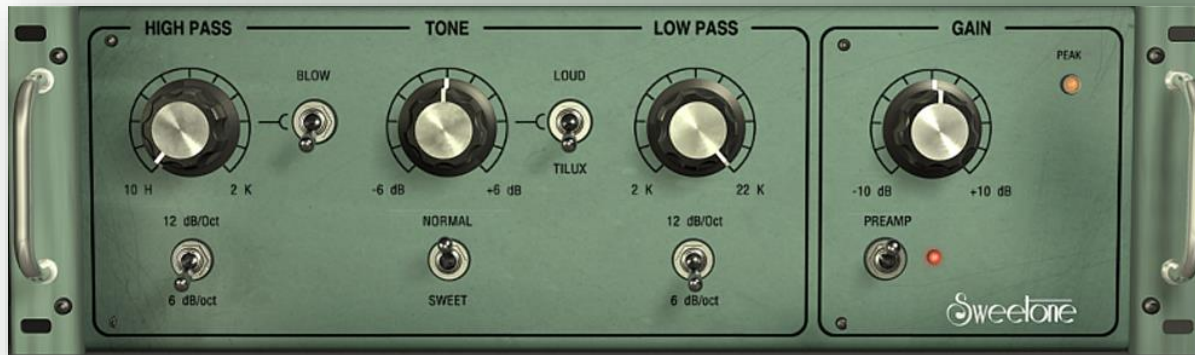 HIGH PASS
TONE
LOW PASS
GAIN
BLOW
LOUD
PEAK
TILUX
10 H
2 K
-6 dB
+6 dB
2 K
22 K
-10 dB
+10 dB
12 dB/Oct
NORMAL
12 dB/Oct
PREAMP
6 dB/oct
SWEET
6 dB/oct
Sweetone